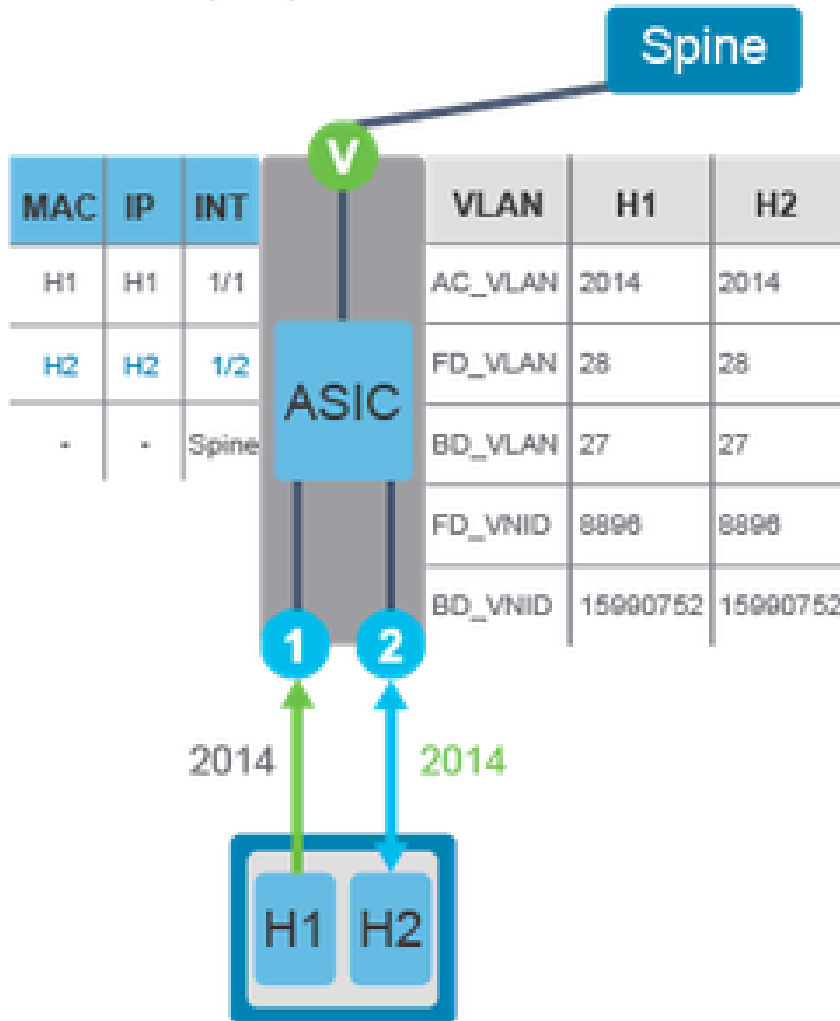 Spine
V
MAC IP INT
H1 H1 1/1
H2 H2 1/2
- - Spine
ASIC
VLAN H1 H2
AC_VLAN 2014 2014
FD_VLAN 28 28
BD_VLAN 27 27
FD_VNID 8896 8896
BD_VNID 15990752 15990752
1 2
2014 2014
H1 H2